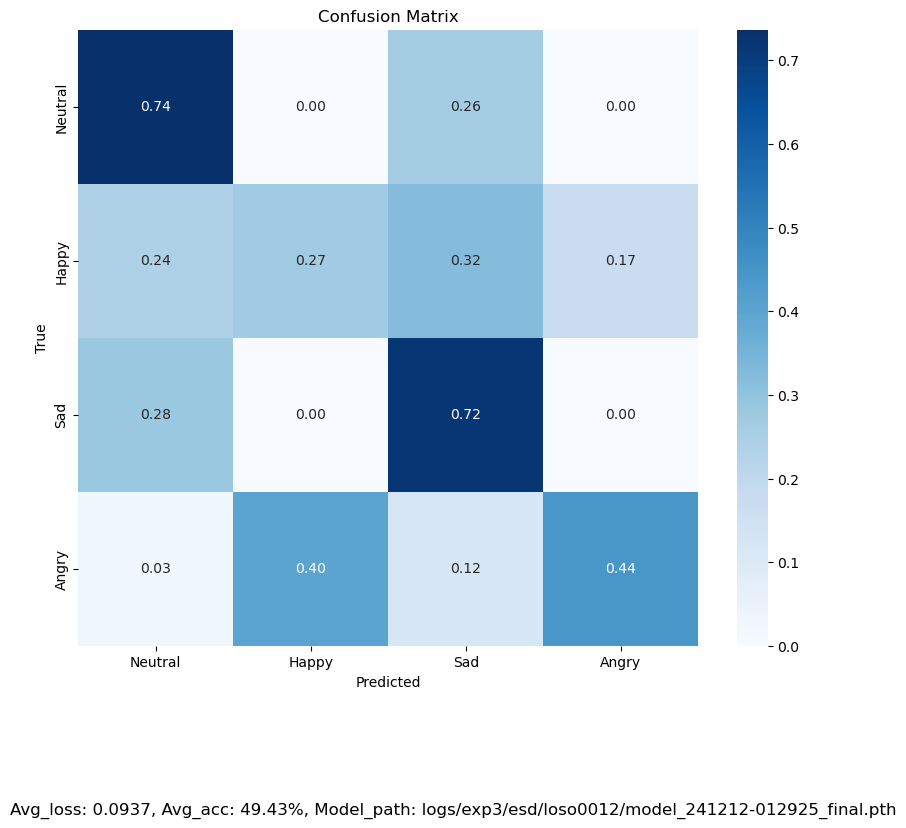 Confusion Matrix
Neutral 0.74 0.00 0.26 0.00
Happy 0.24 0.27 0.32 0.17
Sad 0.28 0.00 0.72 0.00
Angry 0.03 0.40 0.12 0.44
True
Neutral Happy Sad Angry
Predicted
0.7
0.6
0.5
0.4
0.3
0.2
0.1
0.0
Avg_loss: 0.0937, Avg_acc: 49.43%, Model_path: logs/exp3/esd/loso0012/model_241212-012925_final.pth